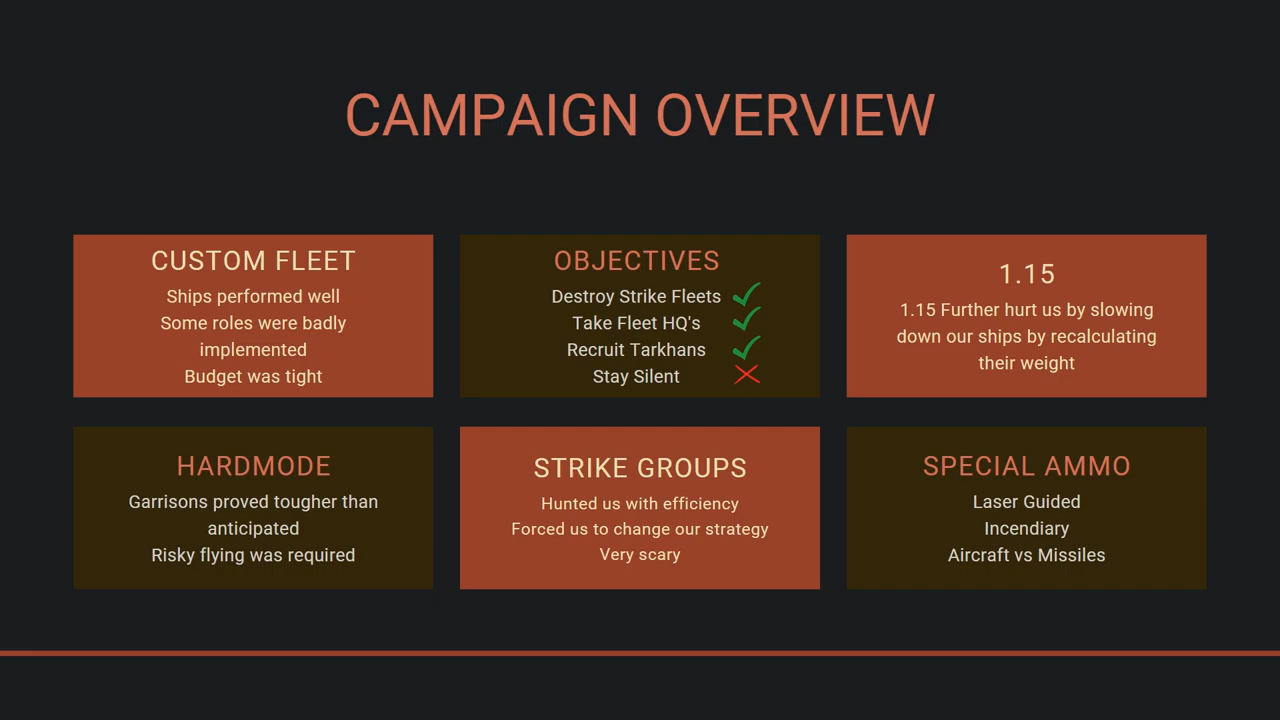 CAMPAIGN OVERVIEW
CUSTOM FLEET
Ships performed well
Some roles were badly
implemented
Budget was tight
OBJECTIVES
Destroy Strike Fleets
Take Fleet HQ's
Recruit Tarkhans
Stay Silent
1.15
1.15 Further hurt us by slowing
down our ships by recalculating
their weight
HARDMODE
Garrisons proved tougher than
anticipated
Risky flying was required
STRIKE GROUPS
Hunted us with efficiency
Forced us to change our strategy
Very scary
SPECIAL AMMO
Laser Guided
Incendiary
Aircraft vs Missiles